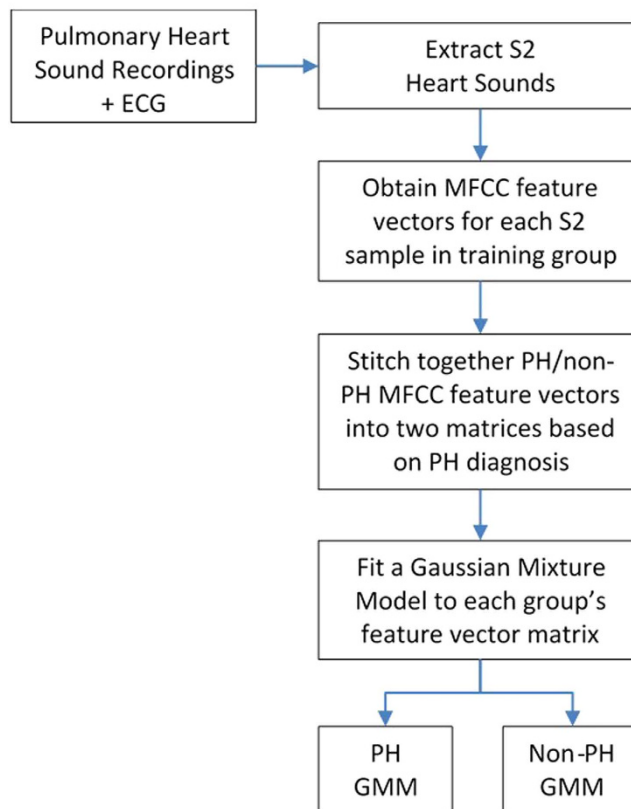 Pulmonary Heart
Sound Recordings
+ ECG
Extract S2
Heart Sounds
Obtain MFCC feature
vectors for each S2
sample in training group
Stitch together PH/non-
PH MFCC feature vectors
into two matrices based
on PH diagnosis
Fit a Gaussian Mixture
Model to each group’s
feature vector matrix
PH
GMM
Non-PH
GMM